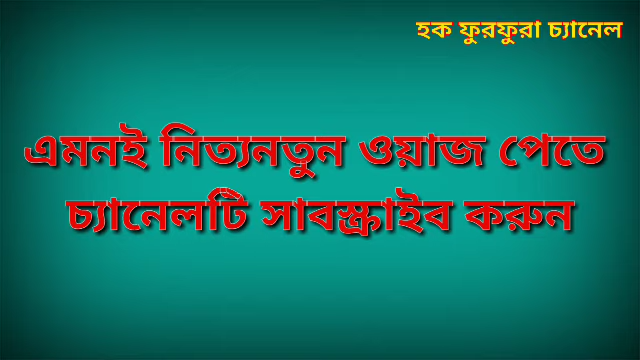 হক ফুরফুরা চ্যানেল
এমনই নিত্যনতুন ওয়াজ পেতে
চ্যানেলটি সাবস্ক্রাইব করুন